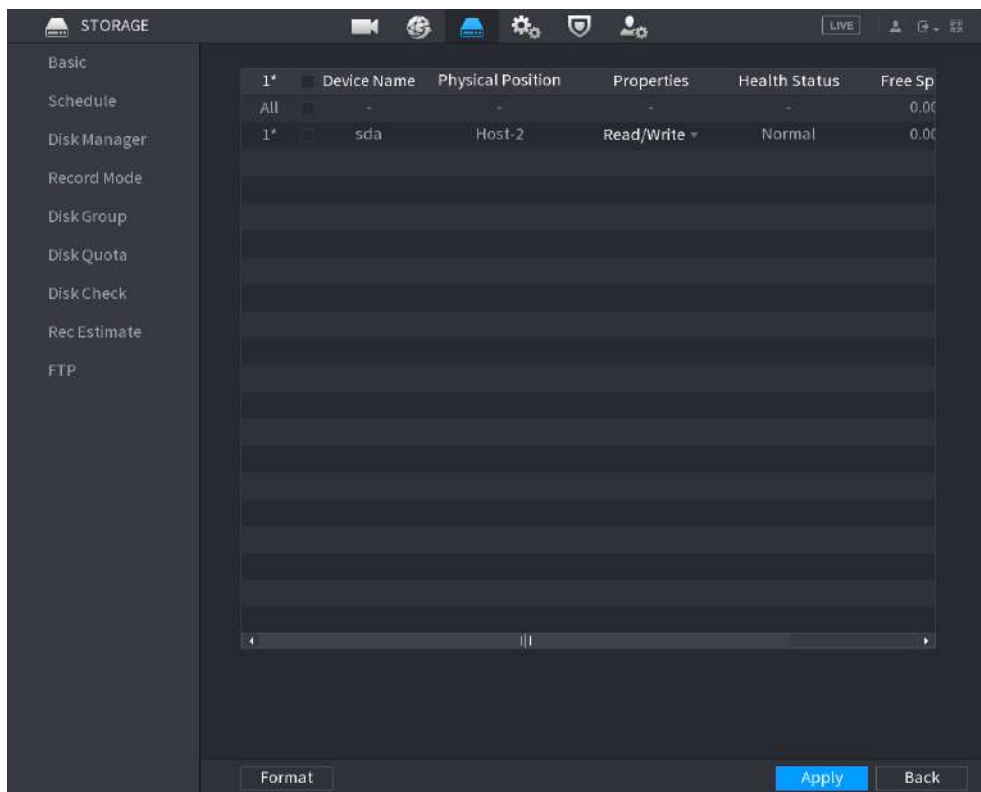 STORAGE
LIVE
Basic
Schedule
Disk Manager
Record Mode
Disk Group
Disk Quota
Disk Check
Rec Estimate
FTP
1* Device Name Physical Position Properties Health Status Free Sp
All - - - - 0.00
1* sda Host-2 Read/Write Normal 0.00
Format
Apply
Back